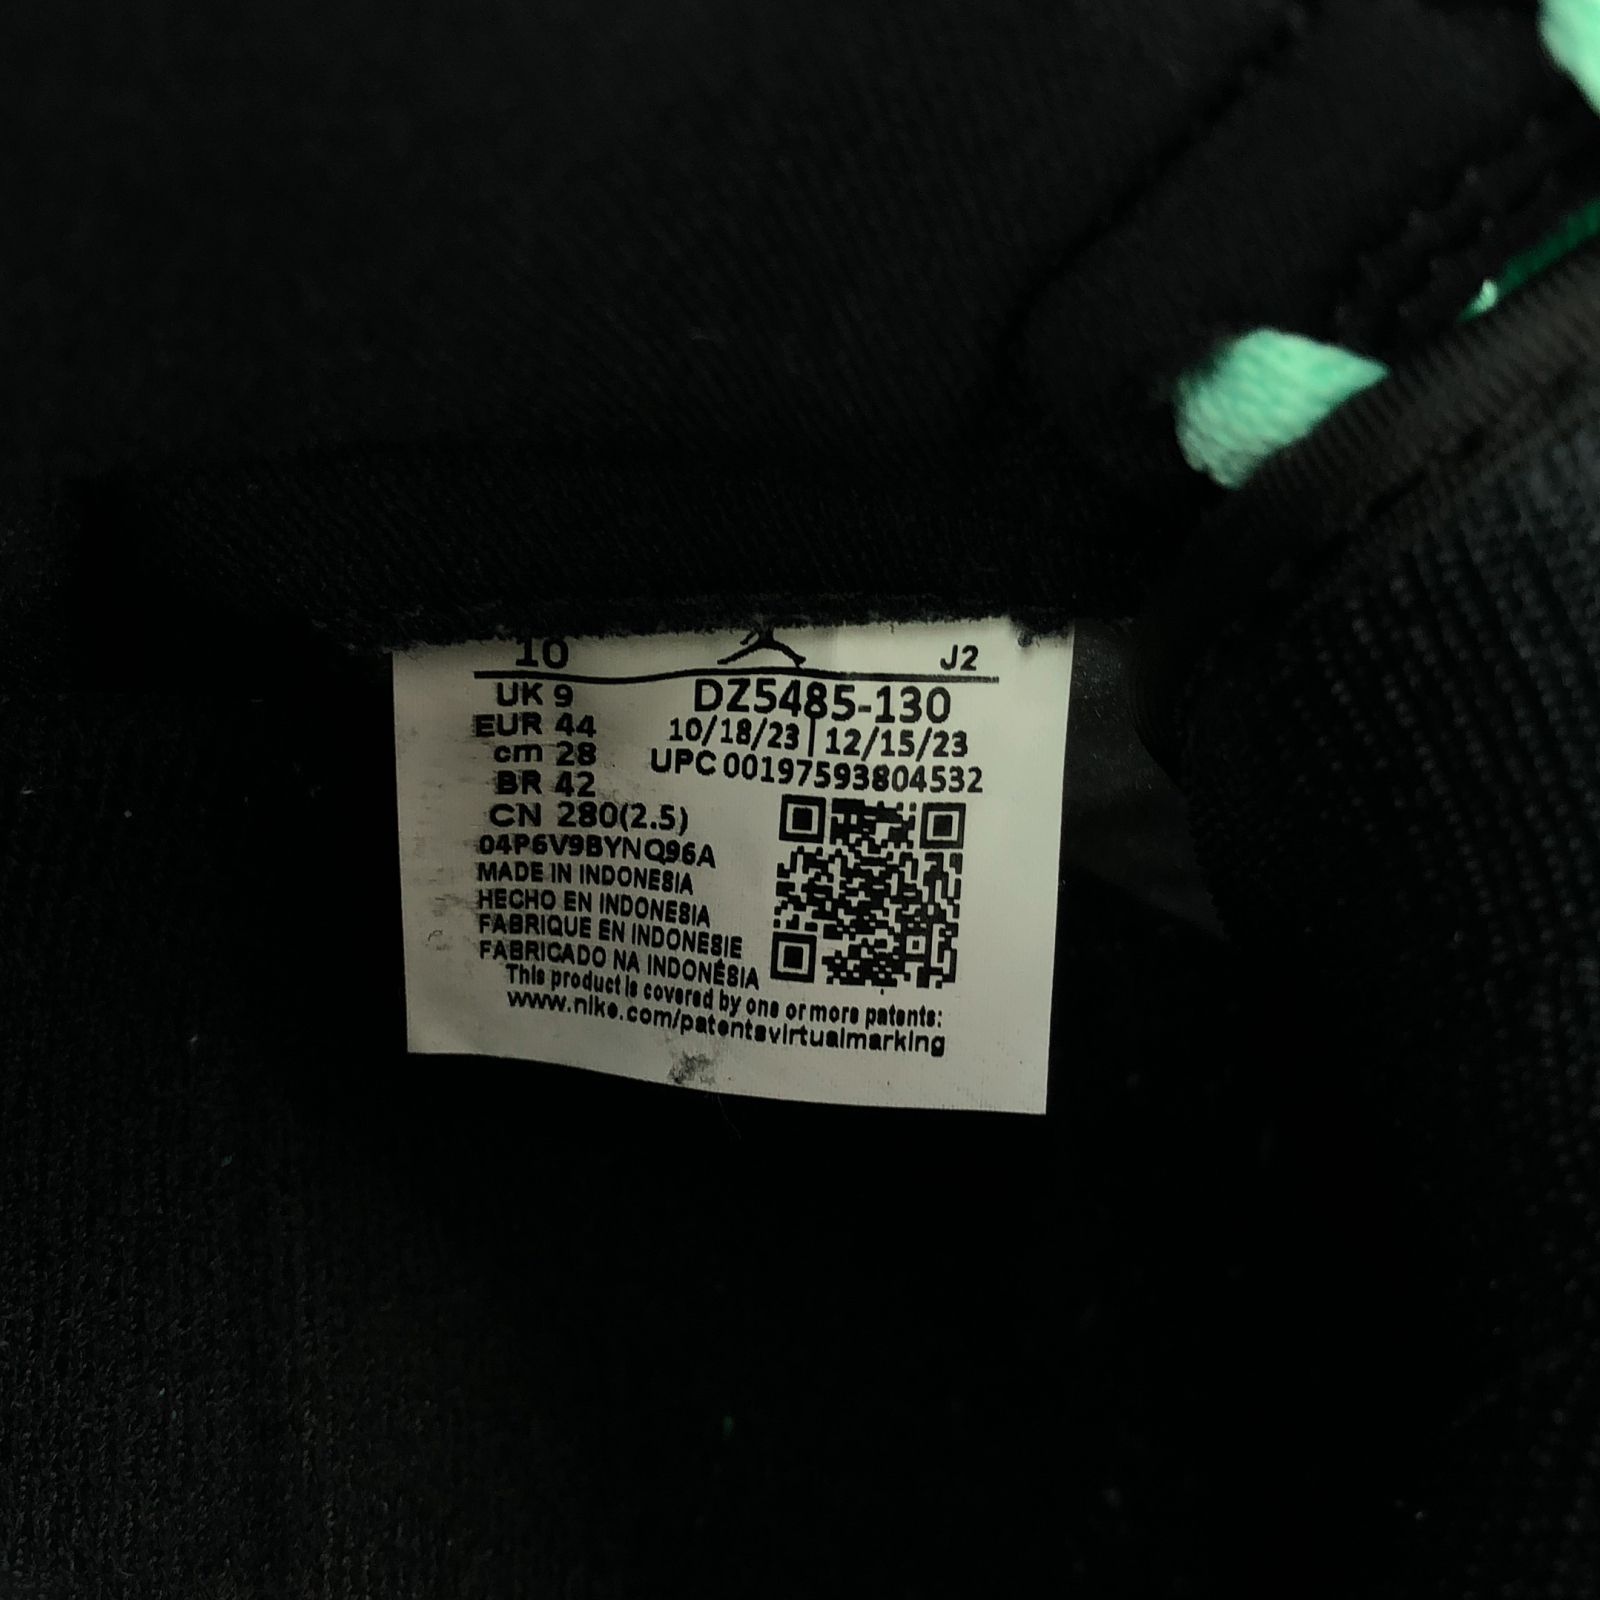 10 J2
UK 9 DZ5485-130
EUR 44 10/18/23 | 12/15/23
cm 28 UPC 00197593804532
BR 42
CN 280(2.5)
04P6V9BYNQ96A
MADE IN INDONESIA
HECHO EN INDONESIA
FABRIQUE EN INDONESIE
FABRICADO NA INDONÉSIA
This product is covered by one or more patents:
www.nike.com/patentsvirtualmarking